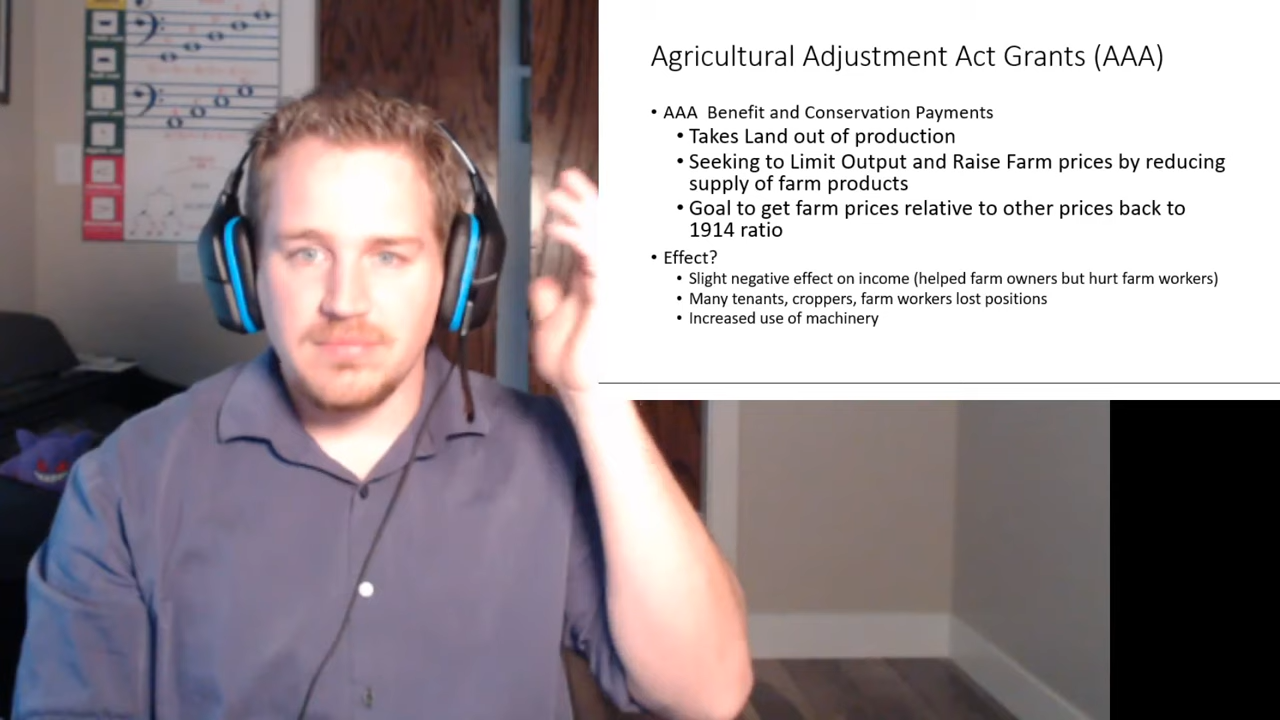 Agricultural Adjustment Act Grants (AAA)
• AAA Benefit and Conservation Payments
• Takes Land out of production
• Seeking to Limit Output and Raise Farm prices by reducing
supply of farm products
• Goal to get farm prices relative to other prices back to
1914 ratio
• Effect?
• Slight negative effect on income (helped farm owners but hurt farm workers)
• Many tenants, croppers, farm workers lost positions
• Increased use of machinery